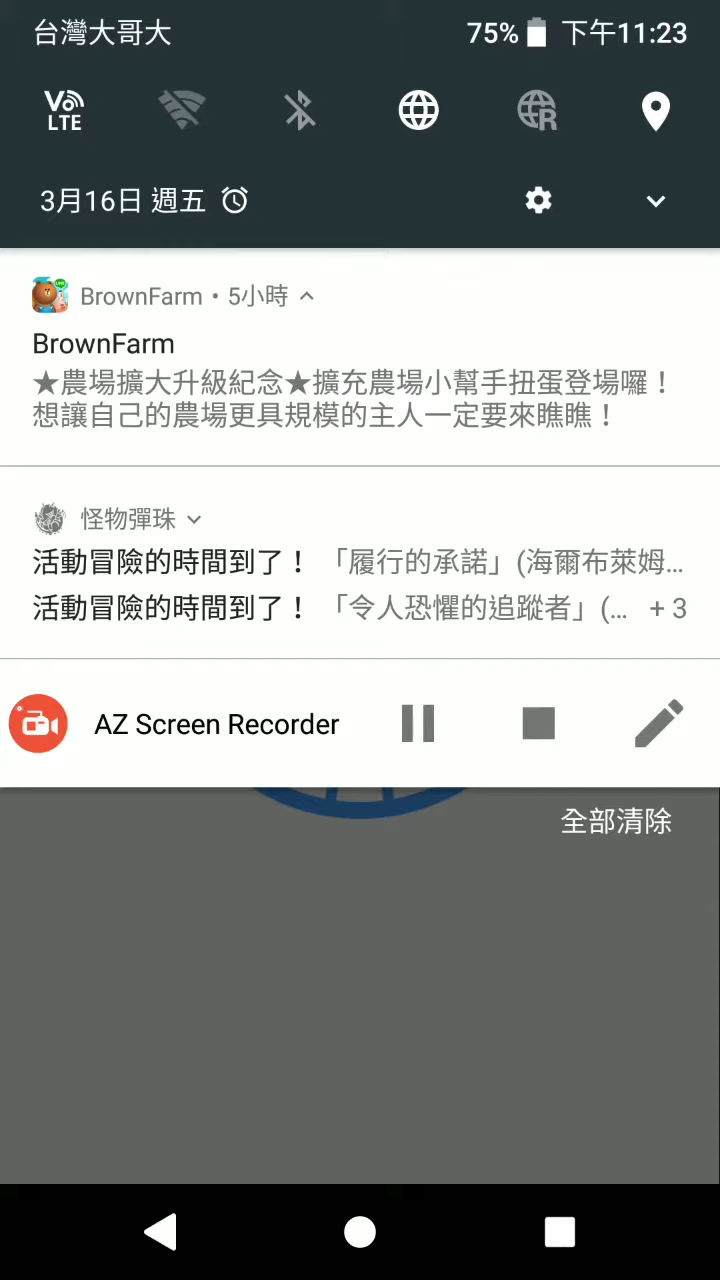 台灣大哥大 75% 下午11:23
VoLTE R
3月16日 週五
BrownFarm • 5小時
BrownFarm
★農場擴大升級紀念★擴充農場小幫手扭蛋登場囉！
想讓自己的農場更具規模的主人一定要來瞧瞧！
怪物彈珠
活動冒險的時間到了！ 「履行的承諾」(海爾布萊姆...
活動冒險的時間到了！ 「令人恐懼的追蹤者」(... + 3
AZ Screen Recorder
全部清除